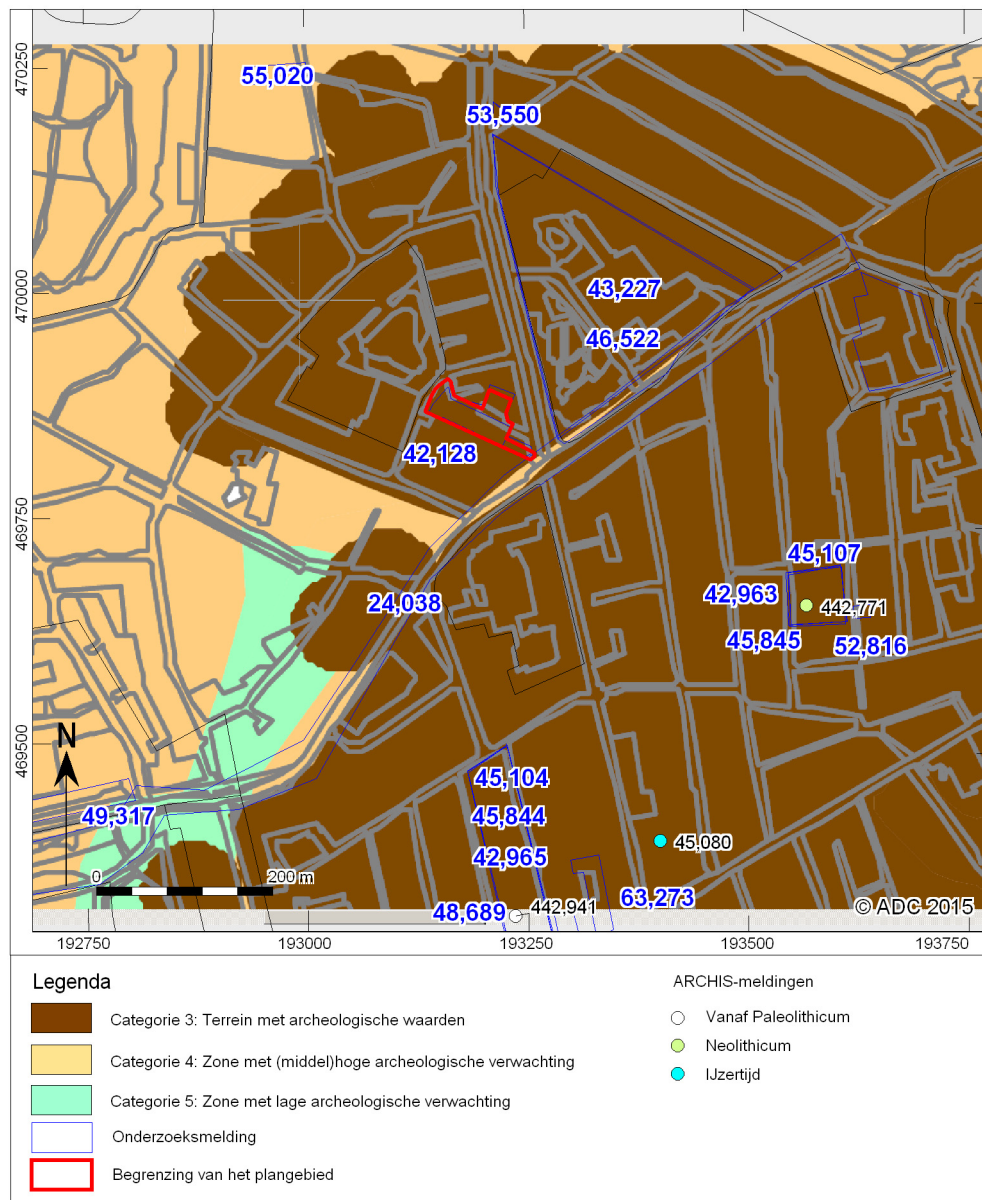 470250
55,020
53,550
470000
43,227
46,522
42,128
469750
45,107
24,038
42,963
442,771
45,845
52,816
469500
N
45,104
49,317
45,844
45,080
42,965
0
200 m
63,273
48,689
442,941
© ADC 2015
192750
193000
193250
193500
193750
Legenda
ARCHIS-meldingen
Categorie 3: Terrein met archeologische waarden
Vanaf Paleolithicum
Categorie 4: Zone met (middel)hoge archeologische verwachting
Neolithicum
Categorie 5: Zone met lage archeologische verwachting
IJzertijd
Onderzoeksmelding
Begrenzing van het plangebied